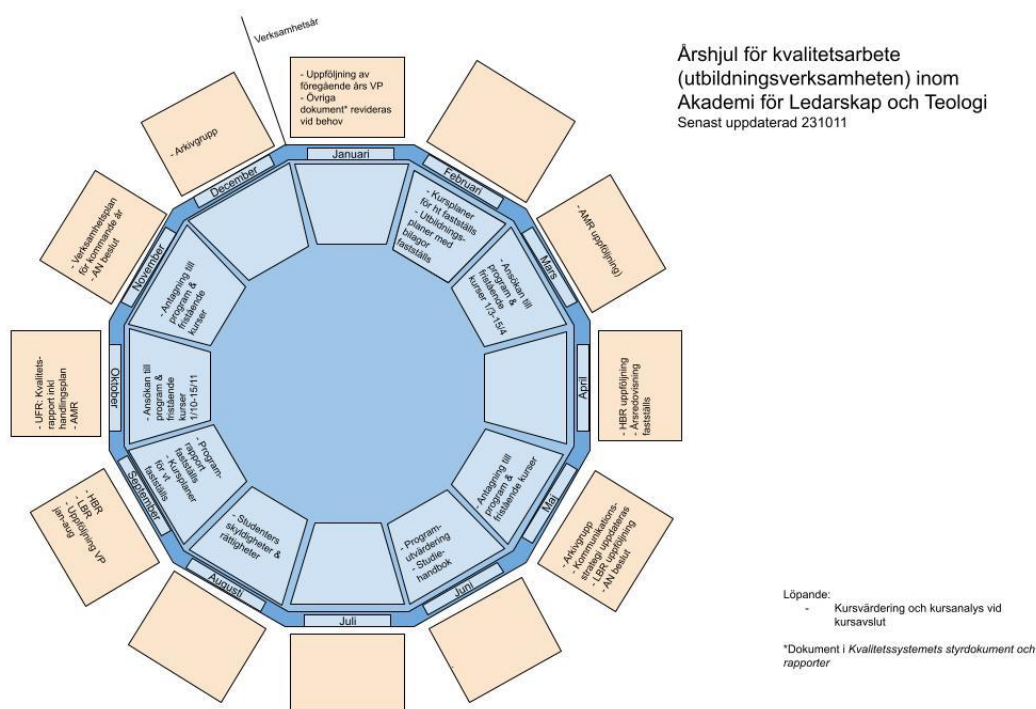 Årshjul för kvalitetsarbete
(utbildningsverksamheten) inom
Akademi för Ledarskap och Teologi
Senast uppdaterad 231011
Verksamhetsår
- Uppföljning av
föregående års VP
- Övriga
dokument* revideras
vid behov
Januari
Februari
- Kursplaner
för ht fastställs
- Utbildnings-
planer med
bilagor
fastställs
- AMR uppföljning)
Mars
- Ansökan till
program &
fristående
kurser 1/3-15/4
- HBR uppföljning
- Årsredovisning
fastställs
April
- Arkivgrupp
- Kommunikations-
strategi uppdateras
- LBR uppföljning
- AN beslut
Maj
- Antagning till
program &
fristående kurser
Juni
- Program-
utvärdering
- Studie-
handbok
Juli
Augusti
- Studenters
skyldigheter &
rättigheter
- HBR
- LBR
- Uppföljning VP
jan-aug
September
- Program-
rapport
fastställs
- Kursplaner
för vt
fastställs
- UFR: Kvalitets-
rapport inkl
handlingsplan
- AMR
Oktober
- Ansökan till
program &
fristående
kurser
1/10-15/11
- Verksamhetsplan
för kommande år
- AN beslut
November
- Antagning till
program &
fristående
kurser
- Arkivgrupp
December
Löpande:
- Kursvärdering och kursanalys vid
kursavslut
*Dokument i Kvalitetssystemets styrdokument och
rapporter